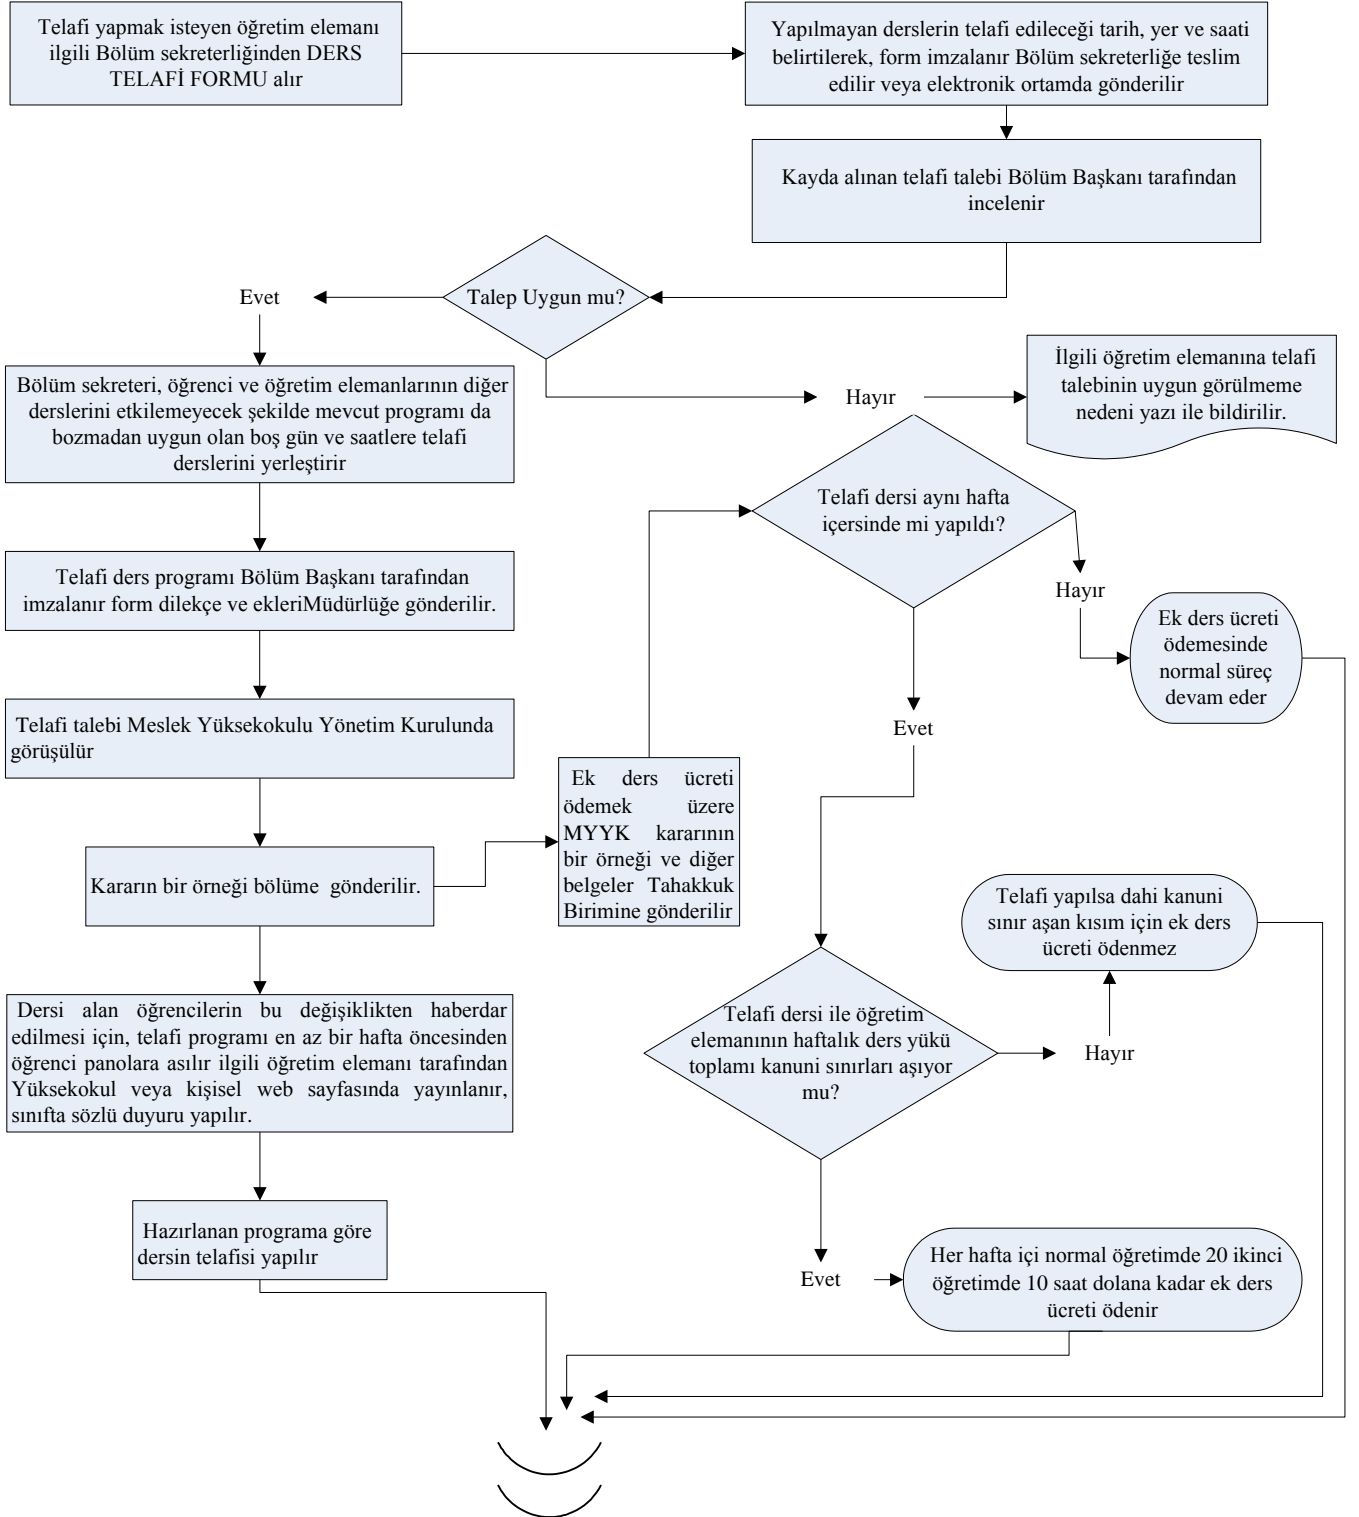 Telafi yapmak isteyen öğretim elemanı
ilgili Bölüm sekreterliğinden DERS
TELAFİ FORMU alır
Yapılmayan derslerin telafi edileceği tarih, yer ve saati
belirtilerek, form imzalanır Bölüm sekreterliğe teslim
edilir veya elektronik ortamda gönderilir
Kayda alınan telafi talebi Bölüm Başkanı tarafından
incelenir
Talep Uygun mu?
Evet
Hayır
İlgili öğretim elemanına telafi
talebinin uygun görülmeme
nedeni yazı ile bildirilir.
Bölüm sekreteri, öğrenci ve öğretim elemanlarının diğer
derslerini etkilemeyecek şekilde mevcut programı da
bozmadan uygun olan boş gün ve saatlere telafi
derslerini yerleştirir
Telafi ders programı Bölüm Başkanı tarafından
imzalanır form dilekçe ve ekleriMüdürlüğe gönderilir.
Telafi talebi Meslek Yüksekokulu Yönetim Kurulunda
görüşülür
Kararın bir örneği bölüme gönderilir.
Ek ders ücreti
ödemek üzere
MYYK kararının
bir örneği ve diğer
belgeler Tahakkuk
Birimine gönderilir
Telafi dersi aynı hafta
içersinde mi yapıldı?
Hayır
Ek ders ücreti
ödemesinde
normal süreç
devam eder
Evet
Telafi dersi ile öğretim
elemanının haftalık ders yükü
toplamı kanuni sınırları aşıyor
mu?
Hayır
Telafi yapılsa dahi kanuni
sınır aşan kısım için ek ders
ücreti ödenmez
Evet
Her hafta içi normal öğretimde 20 ikinci
öğretimde 10 saat dolana kadar ek ders
ücreti ödenir
Dersi alan öğrencilerin bu değişiklikten haberdar
edilmesi için, telafi programı en az bir hafta öncesinden
öğrenci panolara asılır ilgili öğretim elemanı tarafından
Yüksekokul veya kişisel web sayfasında yayınlanır,
sınıfta sözlü duyuru yapılır.
Hazırlanan programa göre
dersin telafisi yapılır